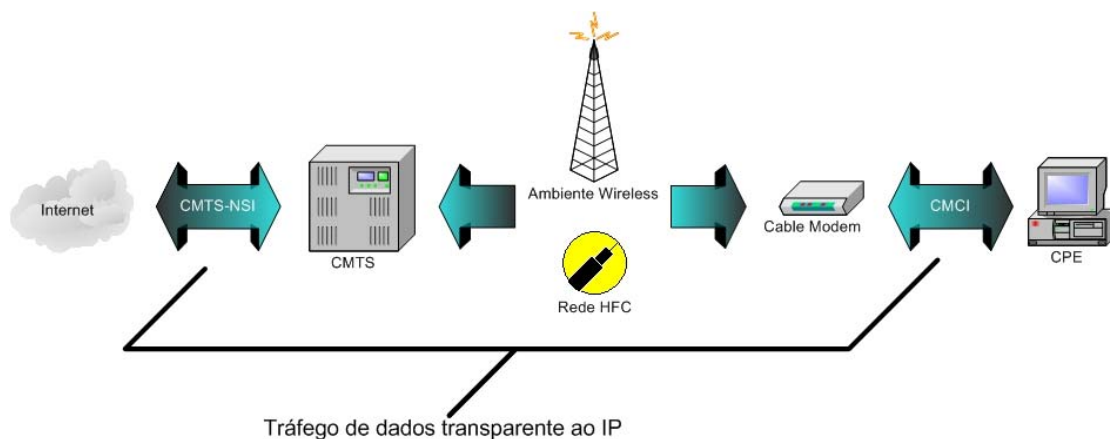 Internet
CMTS-NSI
CMTS
Ambiente Wireless
Rede HFC
Cable Modem
CMCI
CPE
Tráfego de dados transparente ao IP